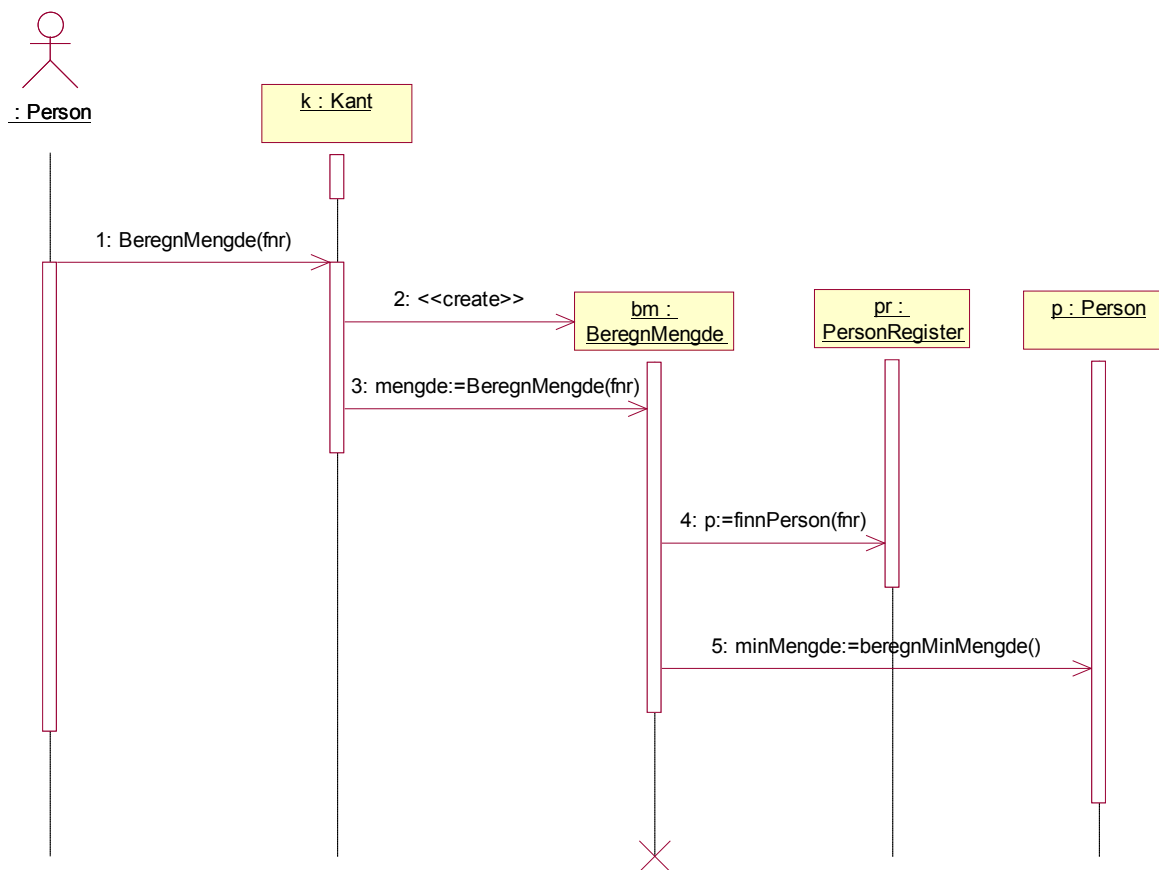 : Person
k : Kant
1: BeregnMengde(fnr)
2: <<create>>
bm :
BeregnMengde
pr :
PersonRegister
p : Person
3: mengde:=BeregnMengde(fnr)
4: p:=finnPerson(fnr)
5: minMengde:=beregnMinMengde()